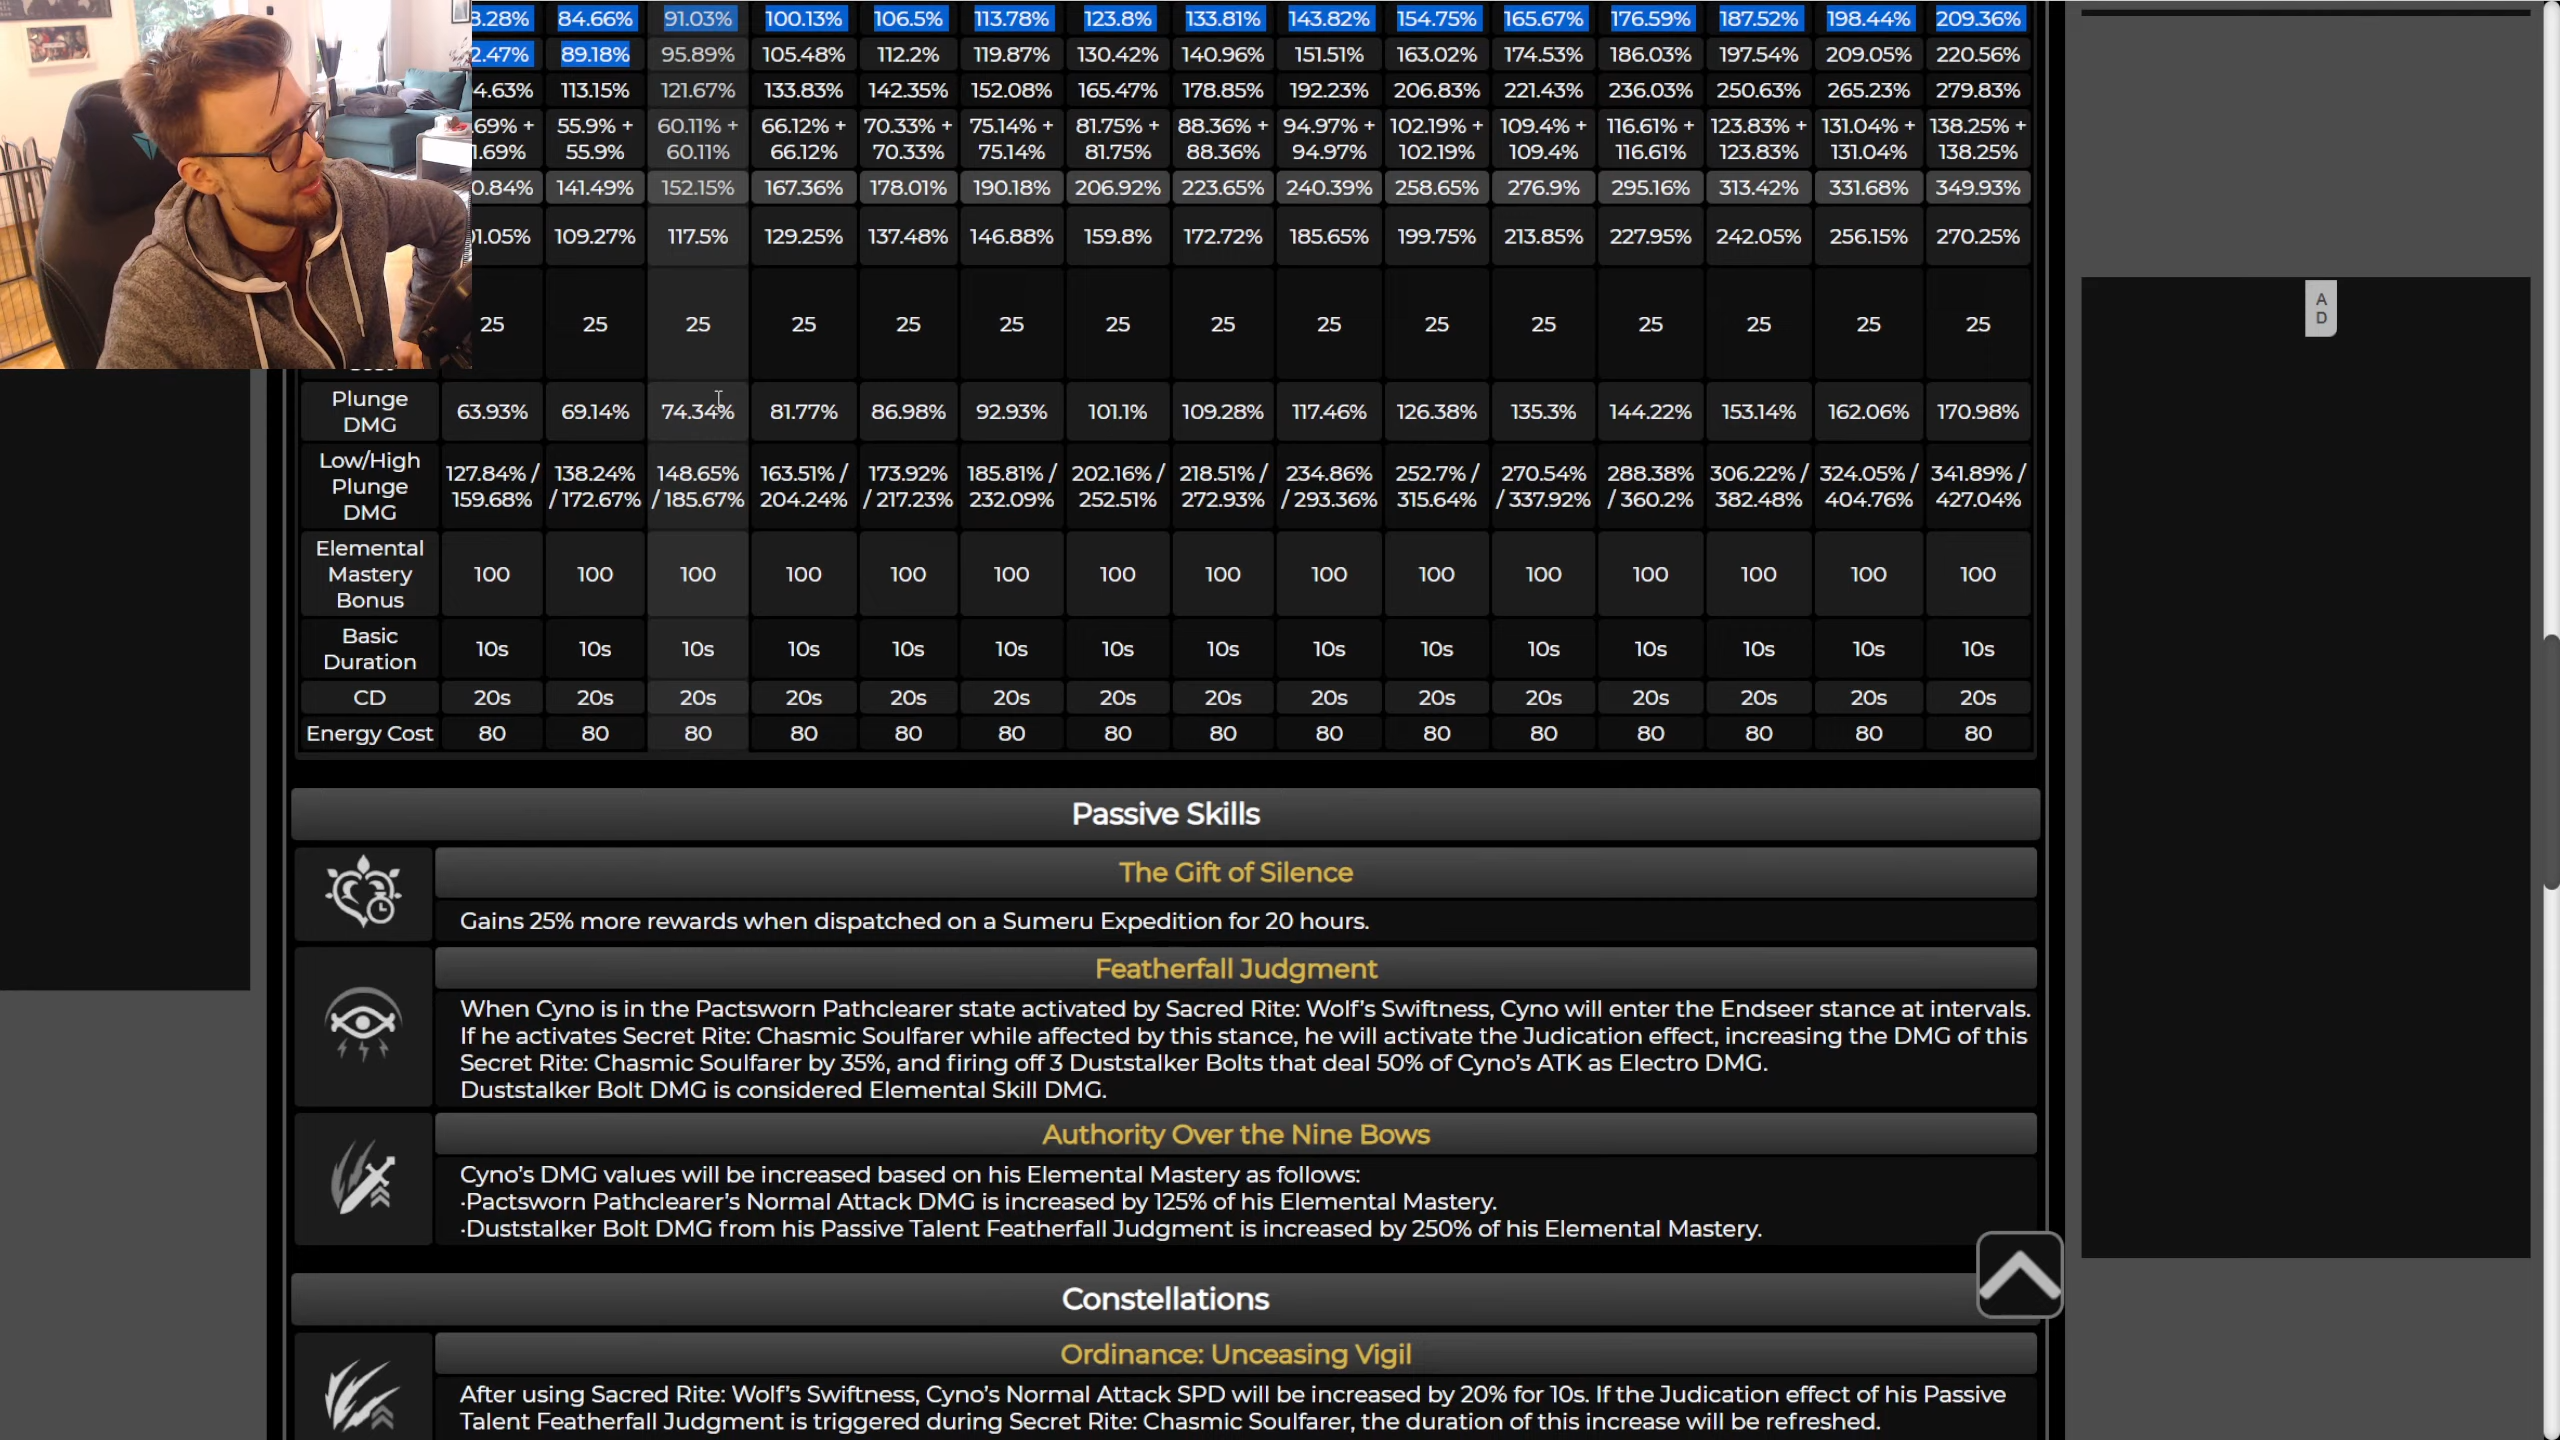 3.28% 84.66% 91.03% 100.13% 106.5% 113.78% 123.8% 133.81% 143.82% 154.75% 165.67% 176.59% 187.52% 198.44% 209.36%
2.47% 89.18% 95.89% 105.48% 112.2% 119.87% 130.42% 140.96% 151.51% 163.02% 174.53% 186.03% 197.54% 209.05% 220.56%
4.63% 113.15% 121.67% 133.83% 142.35% 152.08% 165.47% 178.85% 192.23% 206.83% 221.43% 236.03% 250.63% 265.23% 279.83%
.69% + 55.9% + 60.11% + 66.12% + 70.33% + 75.14% + 81.75% + 88.36% + 94.97% + 102.19% + 109.4% + 116.61% + 123.83% + 131.04% + 138.25% +
1.69% 55.9% 60.11% 66.12% 70.33% 75.14% 81.75% 88.36% 94.97% 102.19% 109.4% 116.61% 123.83% 131.04% 138.25%
0.84% 141.49% 152.15% 167.36% 178.01% 190.18% 206.92% 223.65% 240.39% 258.65% 276.9% 295.16% 313.42% 331.68% 349.93%
01.05% 109.27% 117.5% 129.25% 137.48% 146.88% 159.8% 172.72% 185.65% 199.75% 213.85% 227.95% 242.05% 256.15% 270.25%
25 25 25 25 25 25 25 25 25 25 25 25 25 25 25
Plunge
DMG
63.93% 69.14% 74.34% 81.77% 86.98% 92.93% 101.1% 109.28% 117.46% 126.38% 135.3% 144.22% 153.14% 162.06% 170.98%
Low/High
Plunge
DMG
127.84% / 138.24% 148.65% 163.51% / 173.92% 185.81% / 202.16% / 218.51% / 234.86% 252.7% / 270.54% 288.38% 306.22% / 324.05% / 341.89% /
159.68% / 172.67% / 185.67% 204.24% / 217.23% 232.09% 252.51% 272.93% / 293.36% 315.64% / 337.92% / 360.2% 382.48% 404.76% 427.04%
Elemental
Mastery
Bonus
100 100 100 100 100 100 100 100 100 100 100 100 100 100 100
Basic
Duration
10s 10s 10s 10s 10s 10s 10s 10s 10s 10s 10s 10s 10s 10s 10s
CD 20s 20s 20s 20s 20s 20s 20s 20s 20s 20s 20s 20s 20s 20s 20s
Energy Cost 80 80 80 80 80 80 80 80 80 80 80 80 80 80 80
Passive Skills
The Gift of Silence
Gains 25% more rewards when dispatched on a Sumeru Expedition for 20 hours.
Featherfall Judgment
When Cyno is in the Pactsworn Pathclearer state activated by Sacred Rite: Wolf's Swiftness, Cyno will enter the Endseer stance at intervals.
If he activates Secret Rite: Chasmic Soulfarer while affected by this stance, he will activate the Judication effect, increasing the DMG of this
Secret Rite: Chasmic Soulfarer by 35%, and firing off 3 Duststalker Bolts that deal 50% of Cyno's ATK as Electro DMG.
Duststalker Bolt DMG is considered Elemental Skill DMG.
Authority Over the Nine Bows
Cyno's DMG values will be increased based on his Elemental Mastery as follows:
·Pactsworn Pathclearer's Normal Attack DMG is increased by 125% of his Elemental Mastery.
·Duststalker Bolt DMG from his Passive Talent Featherfall Judgment is increased by 250% of his Elemental Mastery.
Constellations
Ordinance: Unceasing Vigil
After using Sacred Rite: Wolf's Swiftness, Cyno's Normal Attack SPD will be increased by 20% for 10s. If the Judication effect of his Passive
Talent Featherfall Judgment is triggered during Secret Rite: Chasmic Soulfarer, the duration of this increase will be refreshed.
A
D